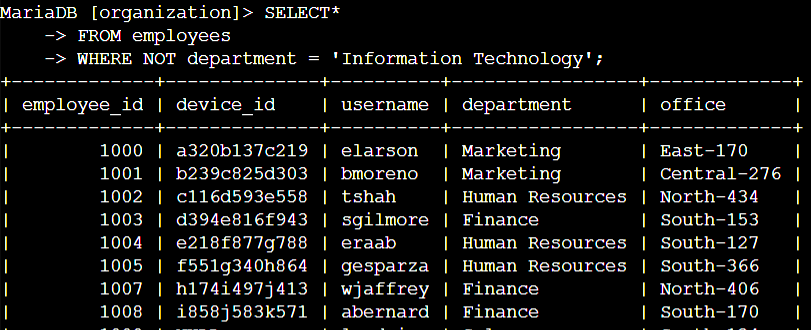 MariaDB [organization]> SELECT*
    -> FROM employees
    -> WHERE NOT department = 'Information Technology';
+-------------+--------------+----------+-----------------+-------------+
| employee_id | device_id    | username | department      | office      |
+-------------+--------------+----------+-----------------+-------------+
|        1000 | a320b137c219 | elarson  | Marketing       | East-170    |
|        1001 | b239c825d303 | bmoreno  | Marketing       | Central-276 |
|        1002 | c116d593e558 | tshah    | Human Resources | North-434   |
|        1003 | d394e816f943 | sgilmore | Finance         | South-153   |
|        1004 | e218f877g788 | eraab    | Human Resources | South-127   |
|        1005 | f551g340h864 | gesparza | Human Resources | South-366   |
|        1007 | h174i497j413 | wjaffrey | Finance         | North-406   |
|        1008 | i858j583k571 | abernard | Finance         | South-170   |